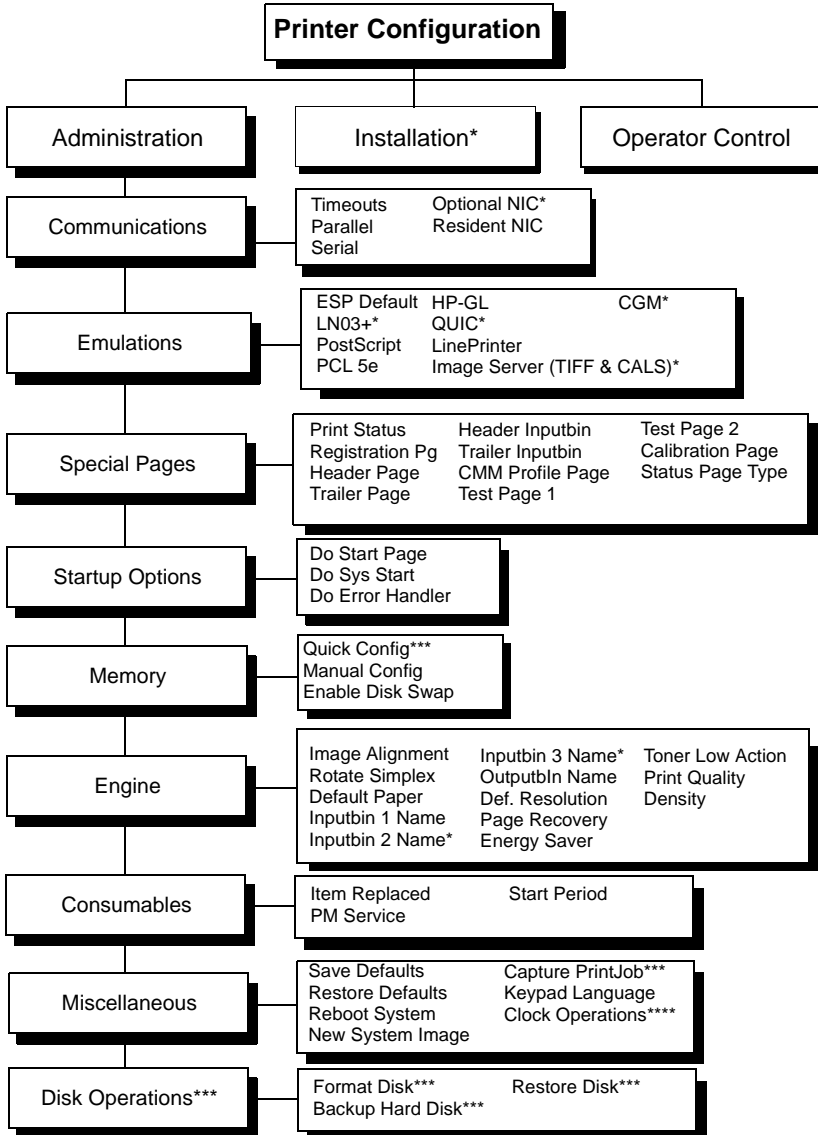 Printer Configuration
Administration
Installation*
Operator Control
Communications
Timeouts
Parallel
Serial
Optional NIC*
Resident NIC
Emulations
ESP Default
LN03+*
PostScript
PCL 5e
HP-GL
QUIC*
LinePrinter
Image Server (TIFF & CALS)*
CGM*
Special Pages
Print Status
Registration Pg
Header Page
Trailer Page
Header Inputbin
Trailer Inputbin
CMM Profile Page
Test Page 1
Test Page 2
Calibration Page
Status Page Type
Startup Options
Do Start Page
Do Sys Start
Do Error Handler
Memory
Quick Config***
Manual Config
Enable Disk Swap
Engine
Image Alignment
Rotate Simplex
Default Paper
Inputbin 1 Name
Inputbin 2 Name*
Inputbin 3 Name*
OutputbIn Name
Def. Resolution
Page Recovery
Energy Saver
Toner Low Action
Print Quality
Density
Consumables
Item Replaced
PM Service
Start Period
Miscellaneous
Save Defaults
Restore Defaults
Reboot System
New System Image
Capture PrintJob***
Keypad Language
Clock Operations****
Disk Operations***
Format Disk***
Backup Hard Disk***
Restore Disk***